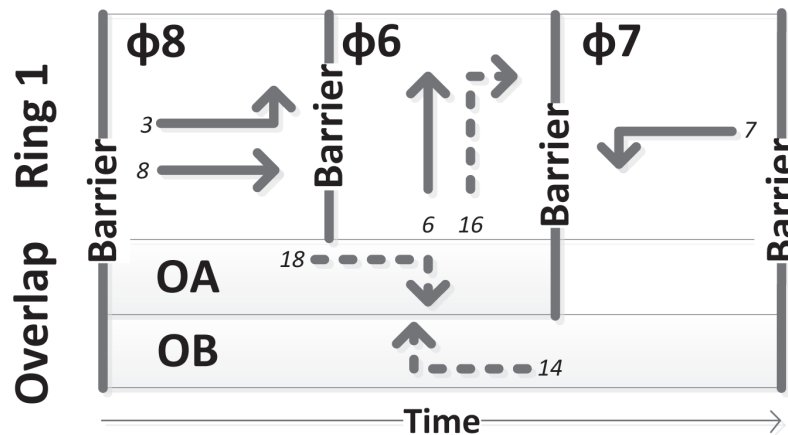 Ring 1
Overlap
Φ8
Φ6
Φ7
Barrier
Barrier
Barrier
Barrier
3
8
6
16
7
OA
18
OB
14
Time